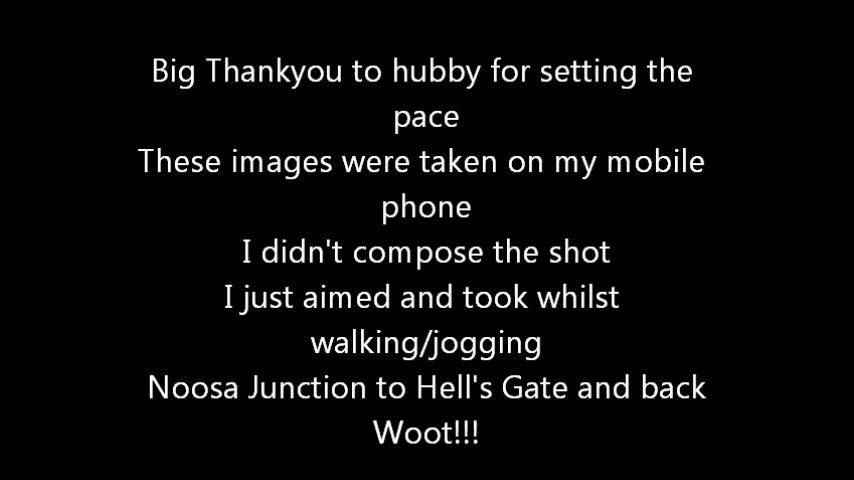 Big Thankyou to hubby for setting the
pace
These images were taken on my mobile
phone
I didn't compose the shot
I just aimed and took whilst
walking/jogging
Noosa Junction to Hell's Gate and back
Woot!!!